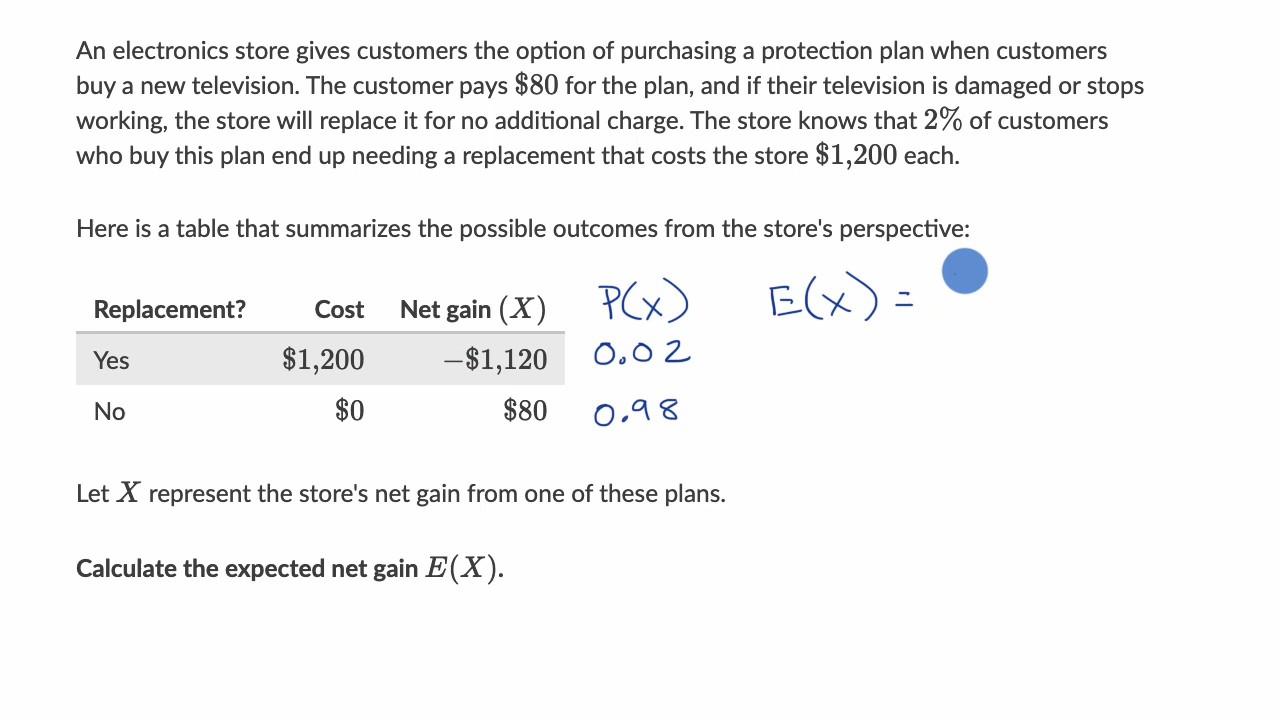 An electronics store gives customers the option of purchasing a protection plan when customers
buy a new television. The customer pays $80 for the plan, and if their television is damaged or stops
working, the store will replace it for no additional charge. The store knows that 2% of customers
who buy this plan end up needing a replacement that costs the store $1,200 each.
Here is a table that summarizes the possible outcomes from the store's perspective:
Replacement? Cost Net gain (X) P(x) E(x) =
Yes $1,200 −$1,120 0.02
No $0 $80 0.98
Let X represent the store's net gain from one of these plans.
Calculate the expected net gain E(X).